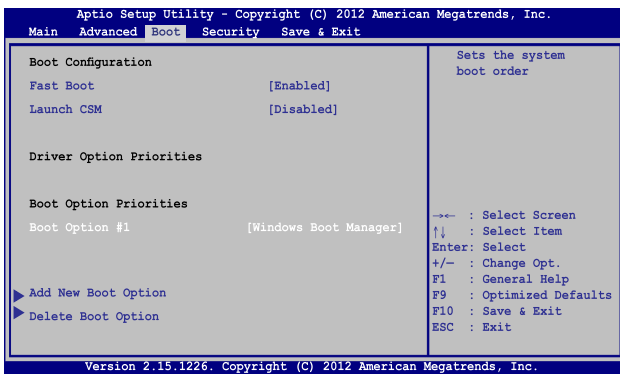 Aptio Setup Utility - Copyright (C) 2012 American Megatrends, Inc.
Main Advanced Boot Security Save & Exit
Boot Configuration
Fast Boot [Enabled]
Launch CSM [Disabled]
Driver Option Priorities
Boot Option Priorities
Boot Option #1 [Windows Boot Manager]
Add New Boot Option
Delete Boot Option
Sets the system
boot order
→← : Select Screen
↑↓ : Select Item
Enter: Select
+/— : Change Opt.
F1 : General Help
F9 : Optimized Defaults
F10 : Save & Exit
ESC : Exit
Version 2.15.1226. Copyright (C) 2012 American Megatrends, Inc.